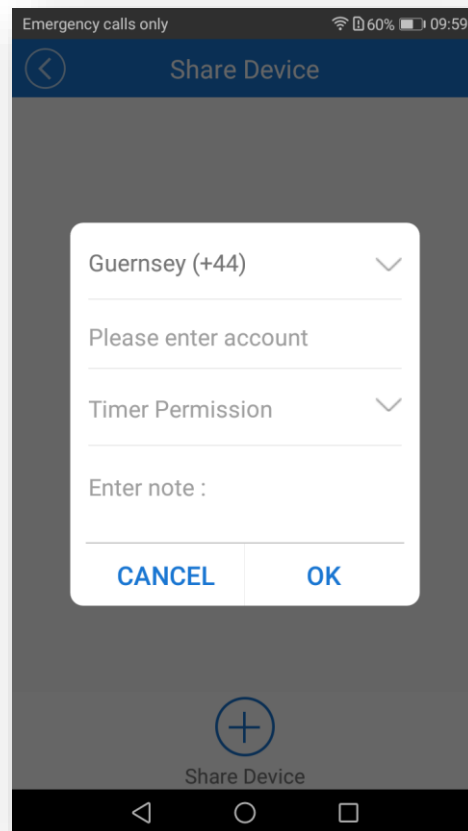 Emergency calls only 60% 09:59
Share Device
Guernsey (+44)
Please enter account
Timer Permission
Enter note :
CANCEL OK
Share Device